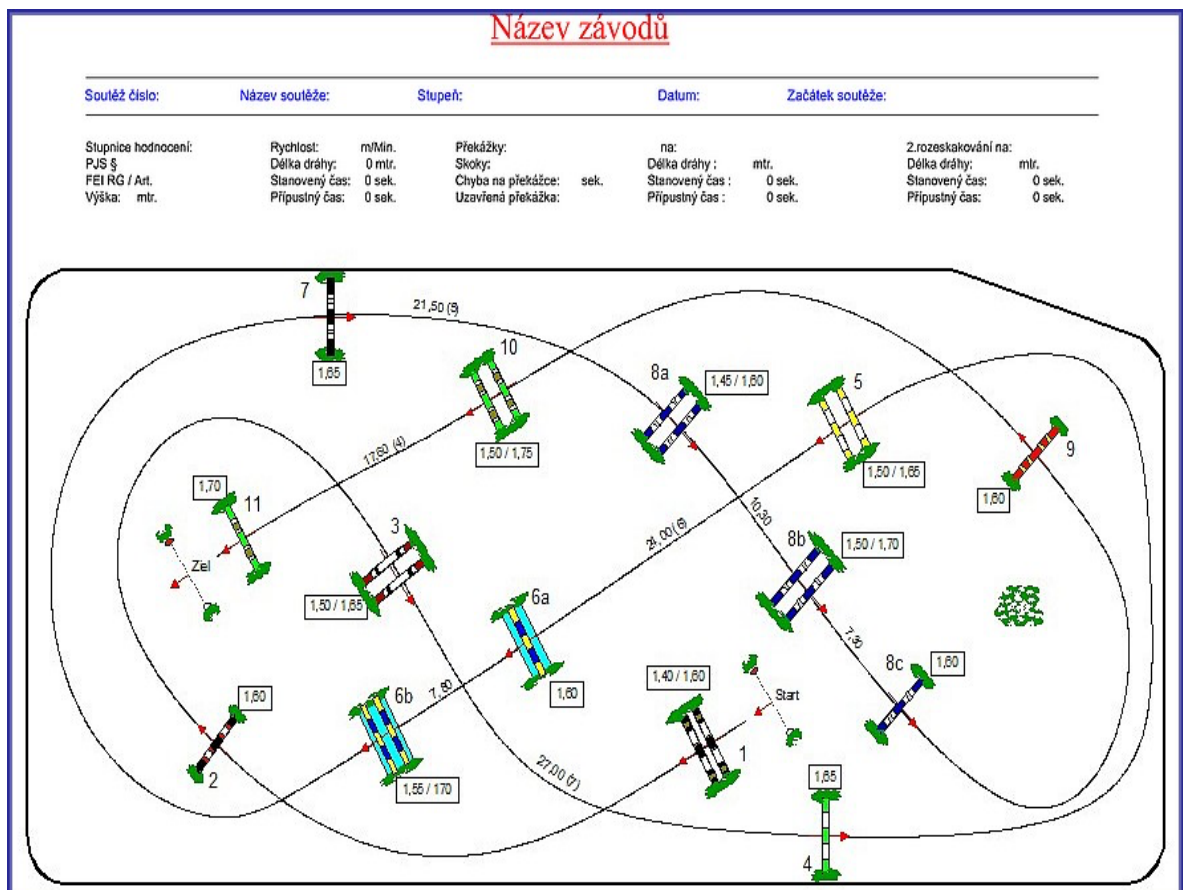 Název závodů
Soutěž číslo: Název soutěže: Stupeň: Datum: Začátek soutěže:
Stupnice hodnocení: Rychlost: m/Min. Překážky: na: 2.rozeskakování na:
PJS § Délka dráhy: 0 mtr. Skoky: Délka dráhy : mtr. Délka dráhy: mtr.
FEI RG / Art. Stanovený čas: 0 sek. Chyba na překážce: sek. Stanovený čas : 0 sek. Stanovený čas: 0 sek.
Výška: mtr. Přípustný čas: 0 sek. Uzavřená překážka: Přípustný čas : 0 sek. Přípustný čas : 0 sek.
7
21,50 (5)
1,65
10
8a
1,45 / 1,60
5
9
17,60 (4)
1,50 / 1,75
1,50 / 1,65
1,60
1,70
11
3
24,00 (6)
10,30
8b
1,50 / 1,70
Ziel
1,50 / 1,65
6a
7,30
8c
1,60
1,60
6b
7,80
1,60
1,40 / 1,60
Start
2
1,55 / 170
27,00 (7)
1
1,65
4